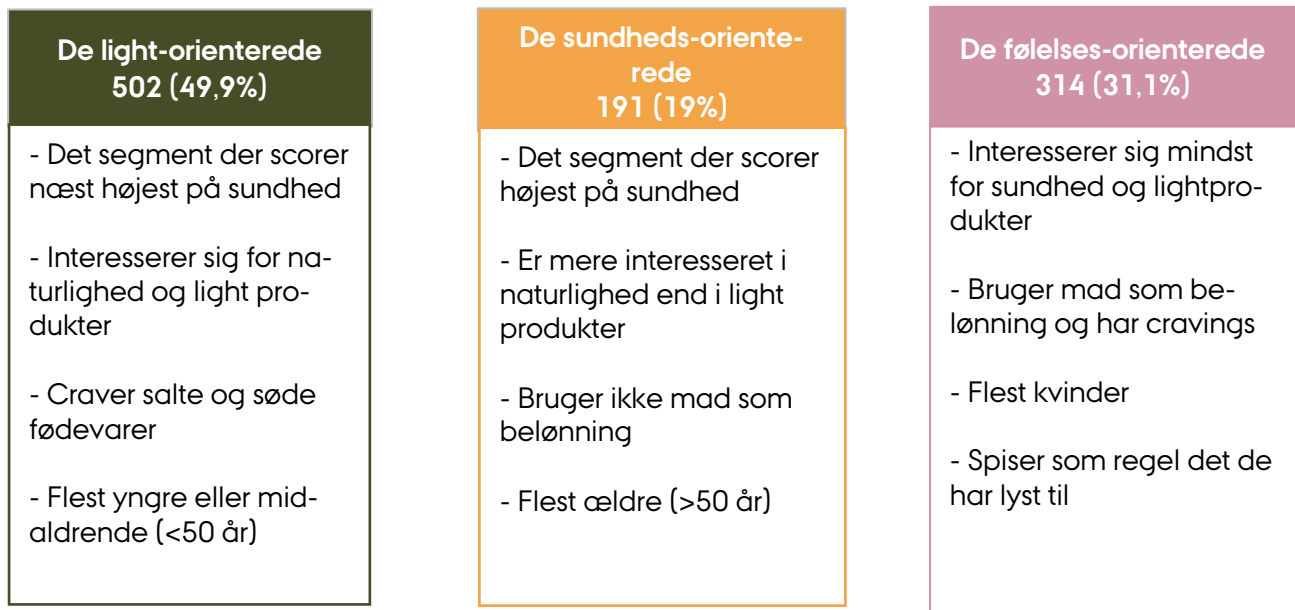 De light-orienterede
502 (49,9%)
- Det segment der scorer
næst højest på sundhed
- Interesserer sig for na-
turlighed og light pro-
dukter
- Craver salte og søde
fødevarer
- Flest yngre eller mid-
aldrende (<50 år)
De sundheds-oriente-
rede
191 (19%)
- Det segment der scorer
højest på sundhed
- Er mere interesseret i
naturlighed end i light
produkter
- Bruger ikke mad som
belønning
- Flest ældre (>50 år)
De følelses-orienterede
314 (31,1%)
- Interesserer sig mindst
for sundhed og lightpro-
dukter
- Bruger mad som be-
lønning og har cravings
- Flest kvinder
- Spiser som regel det de
har lyst til